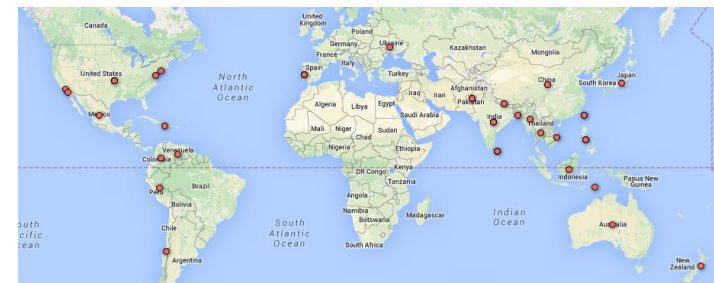 Canada
United States
Mexico
North
Atlantic
Ocean
Venezuela
Colombia
Peru
Brazil
Bolivia
Chile
Argentina
South
Atlantic
Ocean
outh
cific
cean
United
Kingdom
Poland
Germany
Ukraine
France
Italy
Spain
Turkey
Kazakhstan
Mongolia
China
South Korea
Japan
Afghanistan
Pakistan
Iraq
Iran
Saudi Arabia
India
Thailand
Algeria
Libya
Egypt
Mali
Niger
Chad
Sudan
Nigeria
Ethiopia
DR Congo
Kenya
Tanzania
Angola
Namibia
Botswana
Madagascar
South Africa
Indian
Ocean
Indonesia
Papua New
Guinea
Australia
New
Zealand